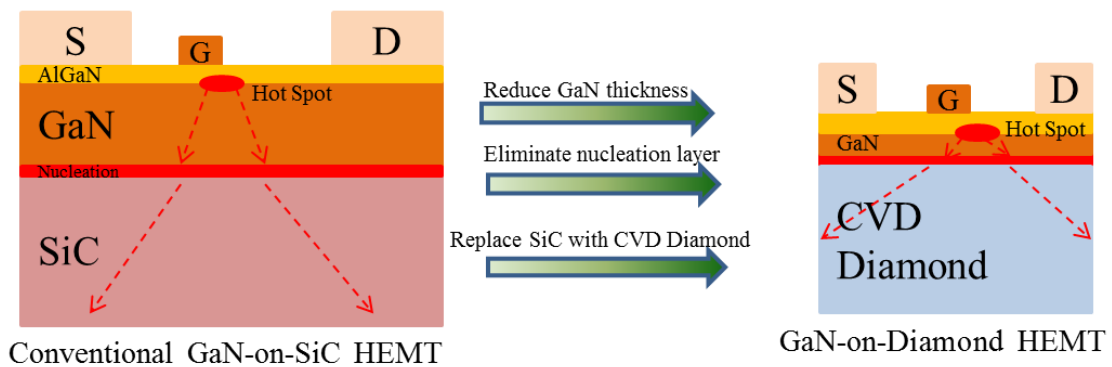 S
G
D
AlGaN
Hot Spot
GaN
Nucleation
SiC
Conventional GaN-on-SiC HEMT
Reduce GaN thickness
Eliminate nucleation layer
Replace SiC with CVD Diamond
S
G
D
Hot Spot
GaN
CVD
Diamond
GaN-on-Diamond HEMT